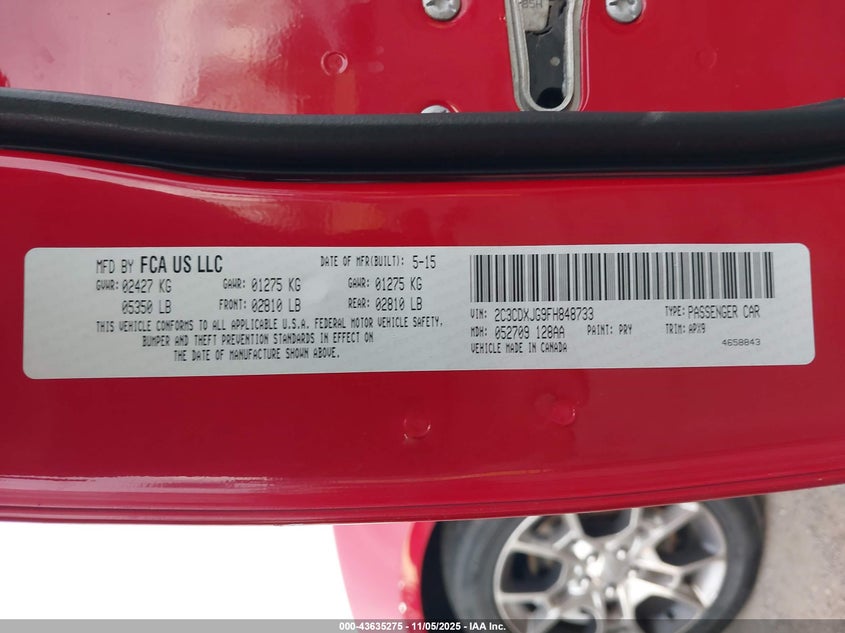 85H
MFD BY FCA US LLC DATE OF MFR(BUILT): 5-15
GVWR: 02427 KG GAWR: 01275 KG GAWR: 01275 KG
05350 LB FRONT: 02810 LB REAR: 02810 LB
THIS VEHICLE CONFORMS TO ALL APPLICABLE U.S.A. FEDERAL MOTOR VEHICLE SAFETY,
BUMPER AND THEFT PREVENTION STANDARDS IN EFFECT ON
THE DATE OF MANUFACTURE SHOWN ABOVE.
VIN: 2C3CDXJG9FH848733 TYPE: PASSENGER CAR
MDH: 052709 128AA PAINT: PRY TRIM: APX9
VEHICLE MADE IN CANADA 4658843
000-43635275 - 11/05/2025 - IAA Inc.